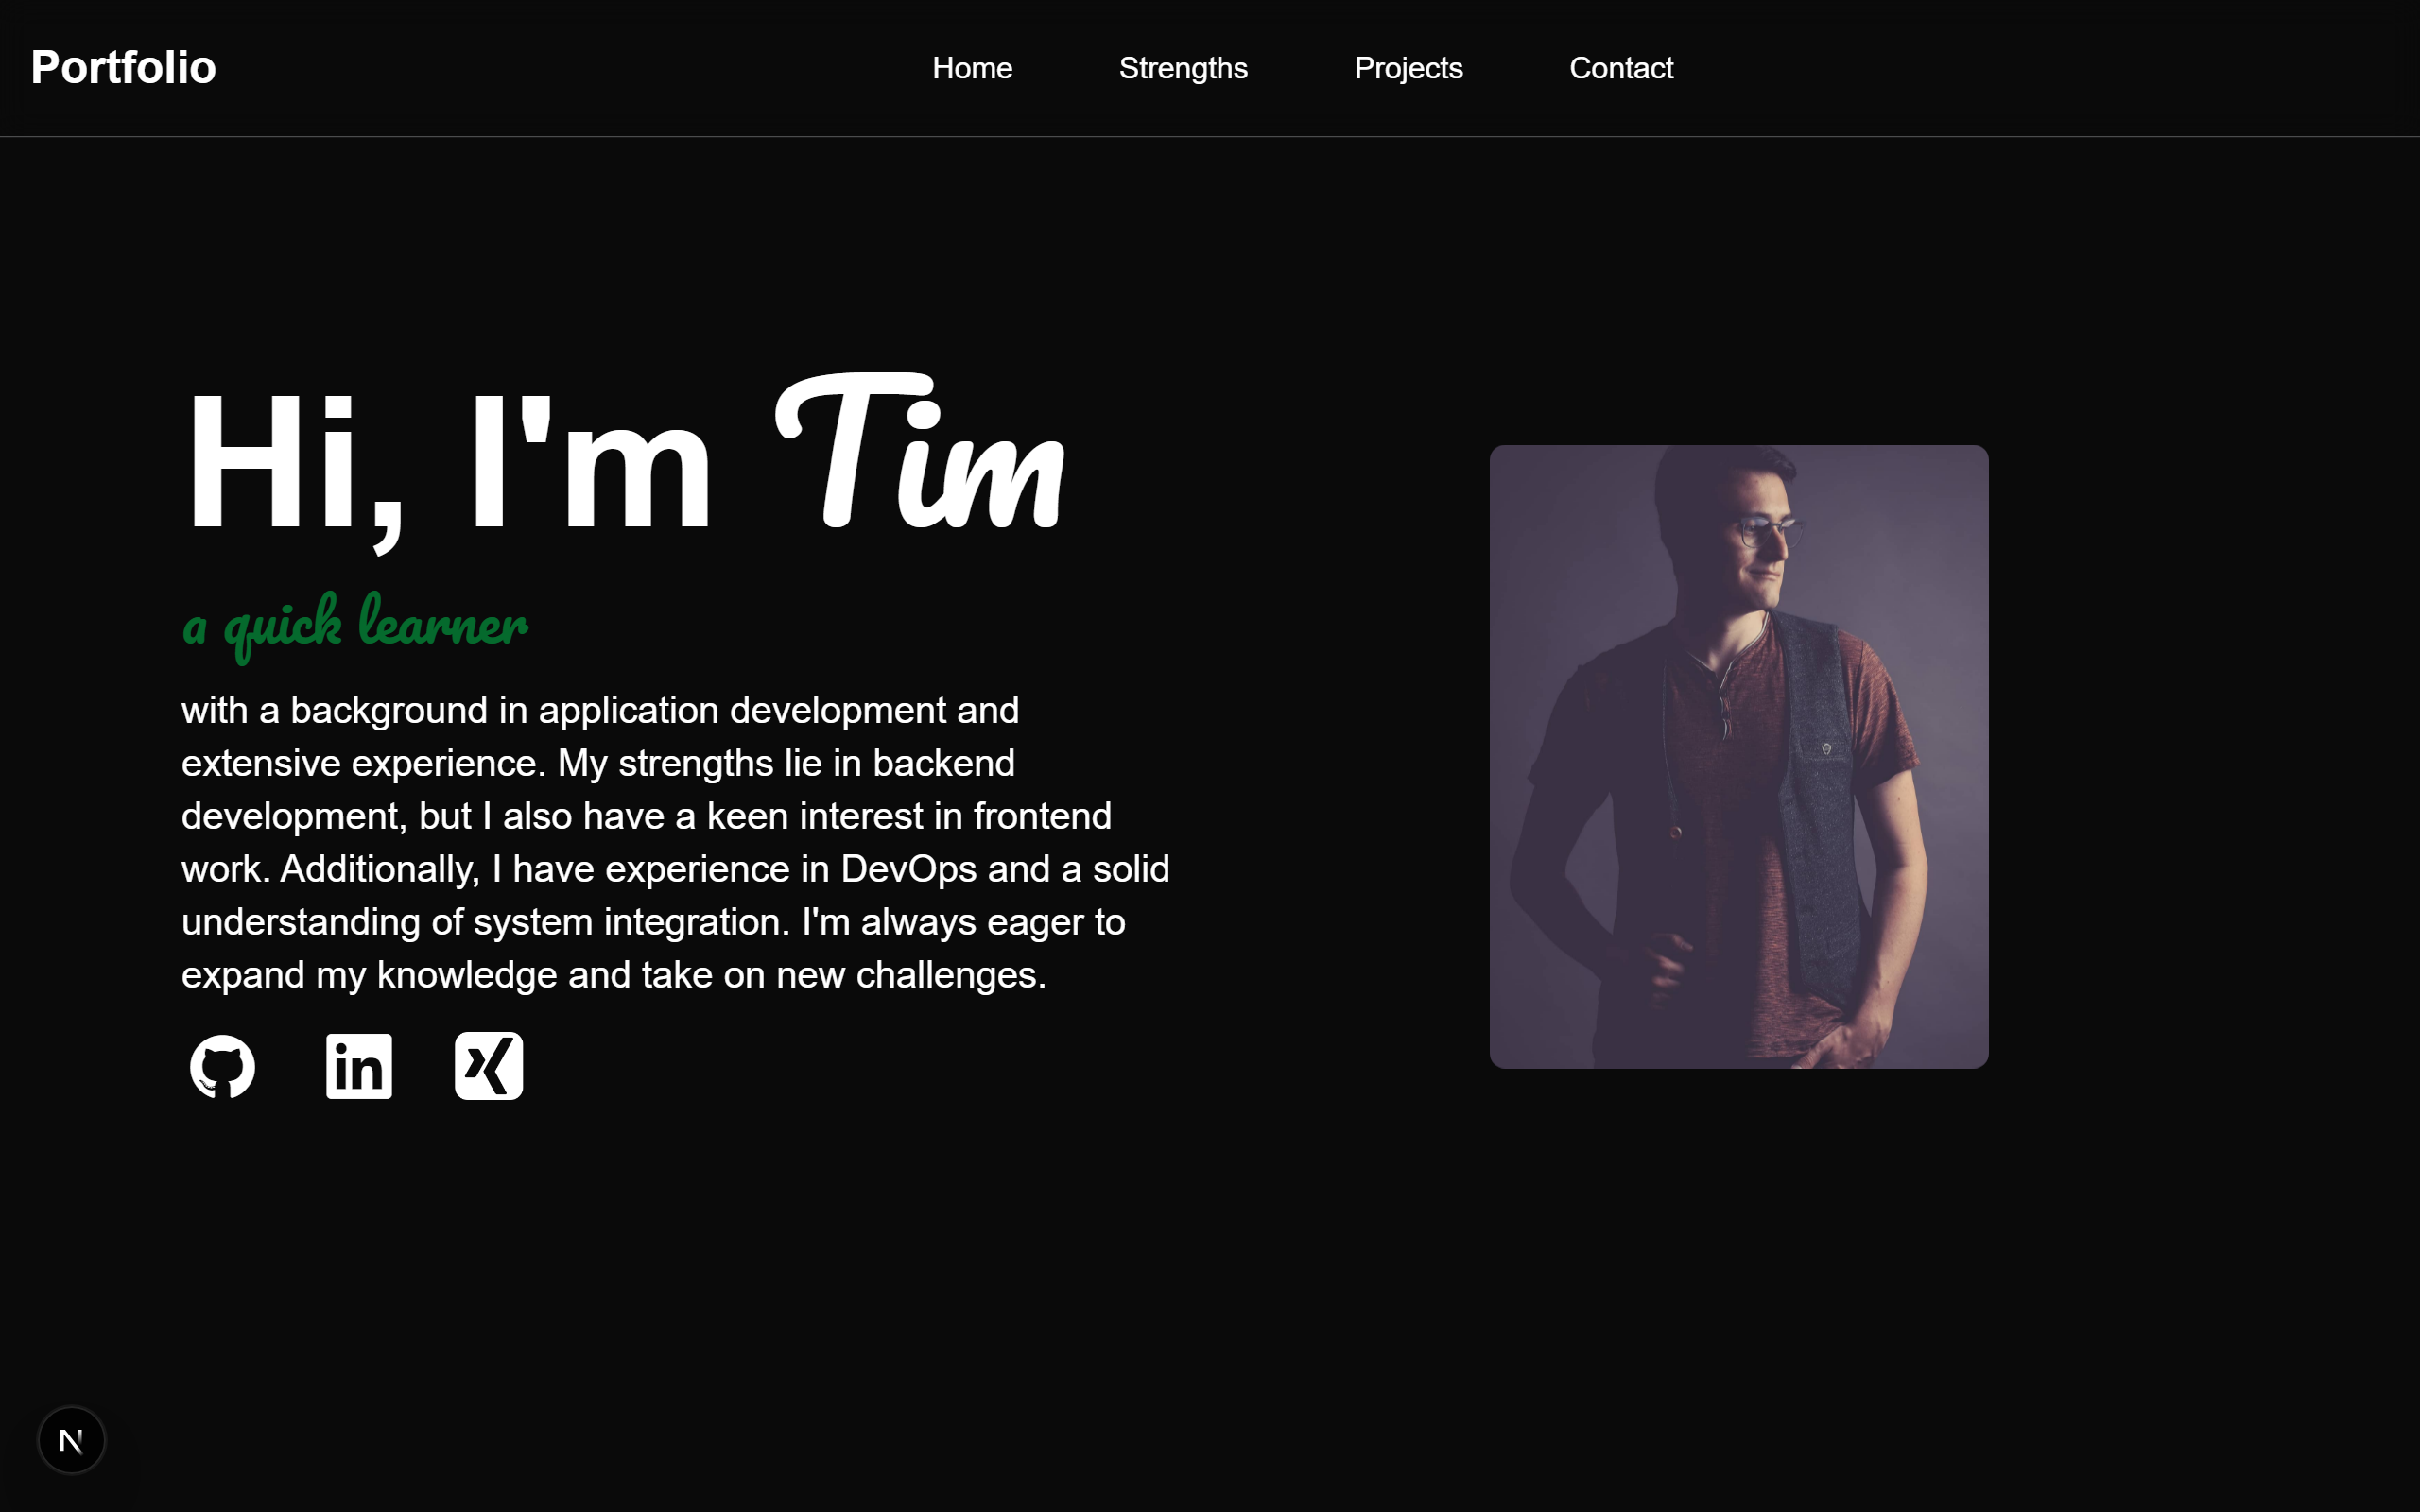 Portfolio
Home Strengths Projects Contact
Hi, I'm Tim
a quick learner
with a background in application development and
extensive experience. My strengths lie in backend
development, but I also have a keen interest in frontend
work. Additionally, I have experience in DevOps and a solid
understanding of system integration. I'm always eager to
expand my knowledge and take on new challenges.
in
N